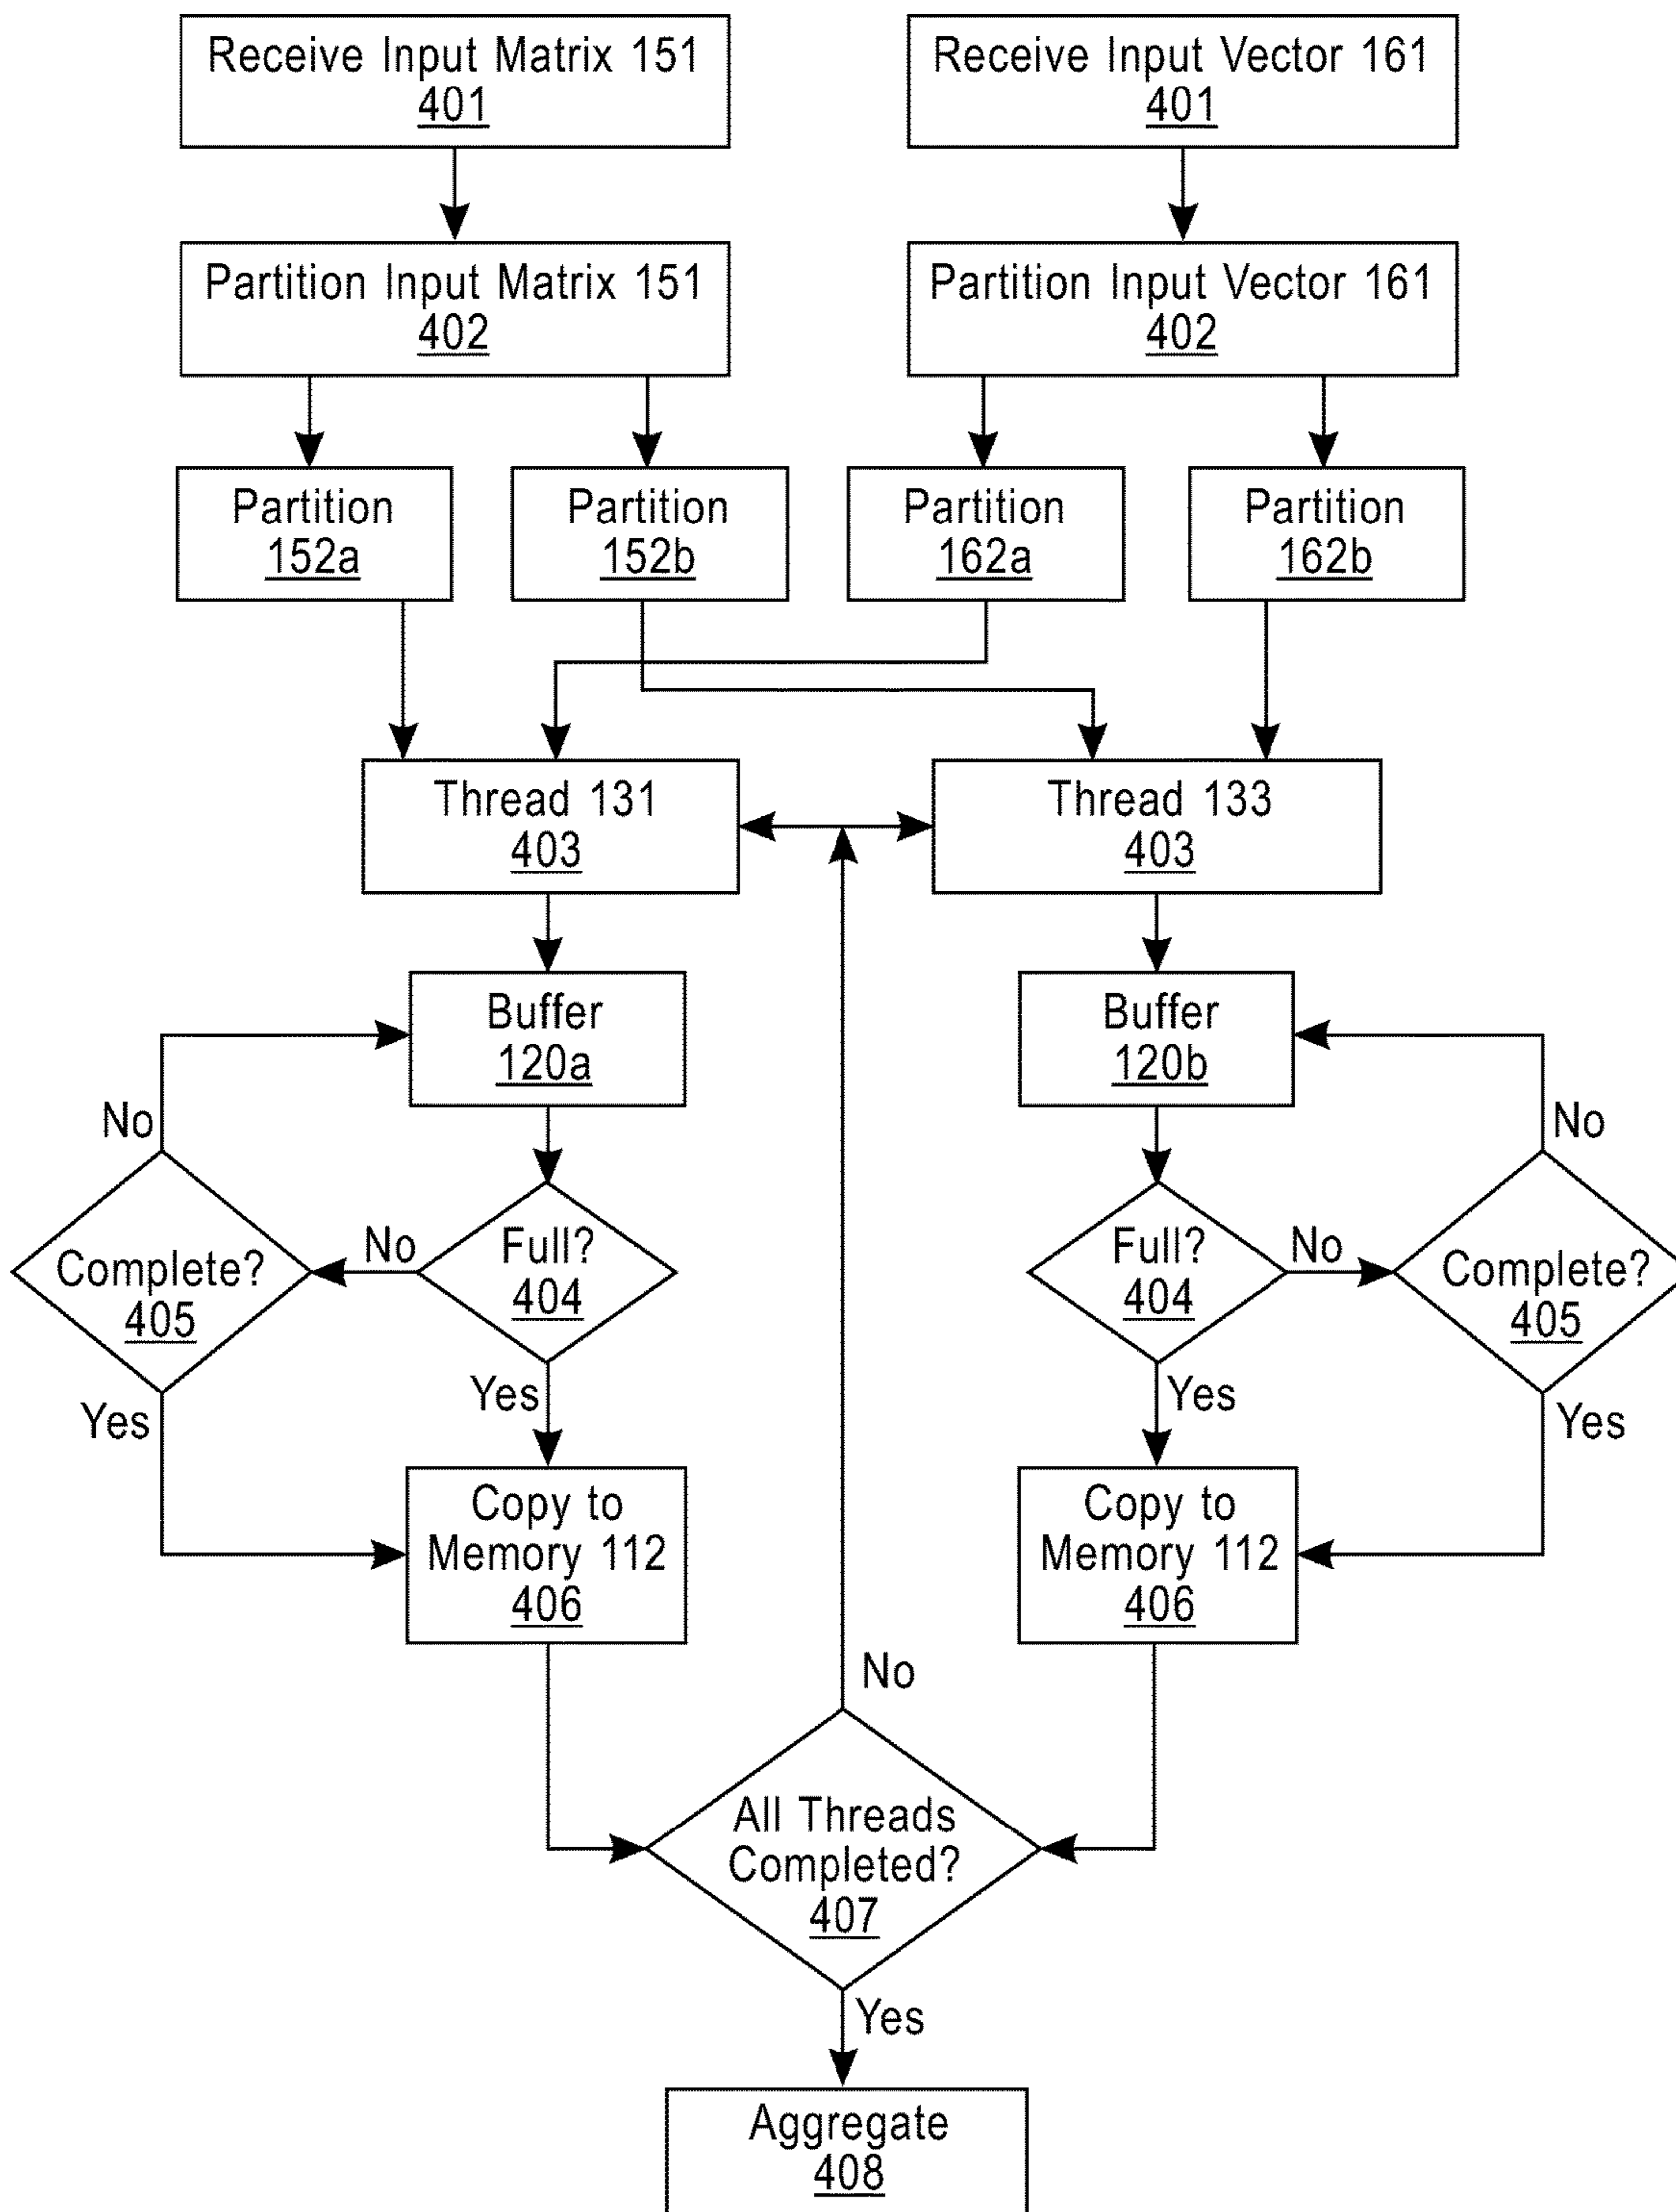 Receive Input Matrix 151
401
Receive Input Vector 161
401
Partition Input Matrix 151
402
Partition Input Vector 161
402
Partition
152a
Partition
152b
Partition
162a
Partition
162b
Thread 131
403
Thread 133
403
Buffer
120a
Buffer
120b
No
No
Complete?
405
No
Full?
404
Full?
404
No
Complete?
405
Yes
Yes
Yes
Yes
Copy to
Memory 112
406
Copy to
Memory 112
406
No
All Threads
Completed?
407
Yes
Aggregate
408